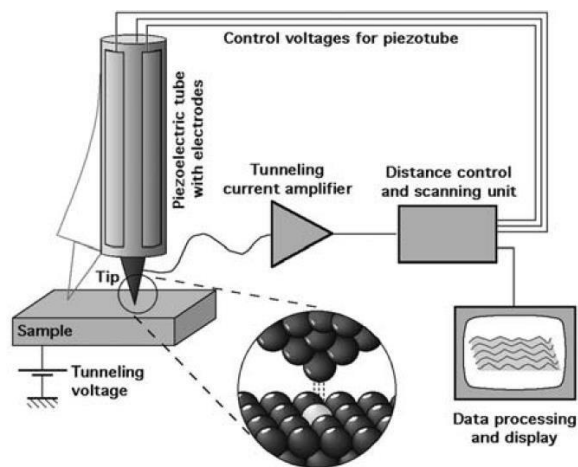 Control voltages for piezotube
Piezoelectric tube
with electrodes
Tunneling
current amplifier
Distance control
and scanning unit
Tip
Sample
Tunneling
voltage
Data processing
and display